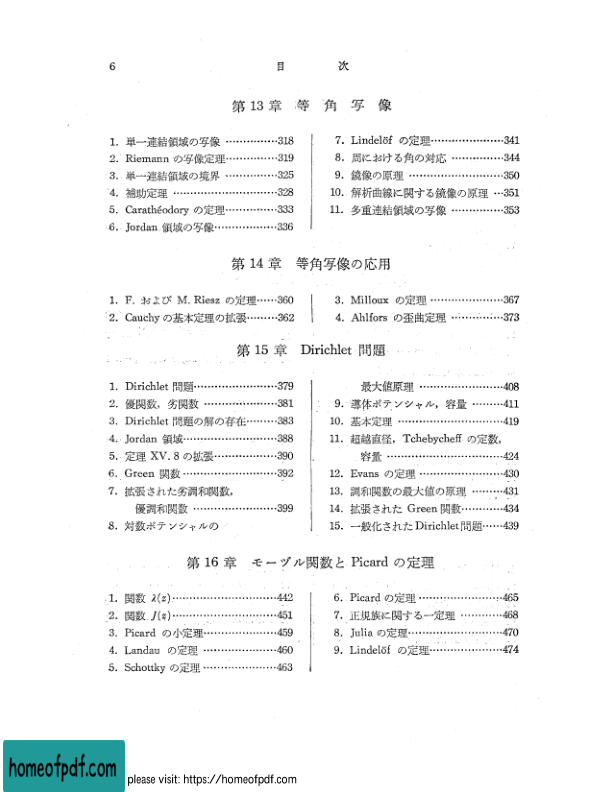 6 目 次
第13章 等角写像
1. 単一連結領域の写像 ……………318
2. Riemann の写像定理……………319
3. 単一連結領域の境界 ……………325
4. 補助定理 ……………………328
5. Carathéodory の定理……………333
6. Jordan 領域の写像………………336
7. Lindelöf の定理…………………341
8. 周における角の対応 ……………344
9. 鏡像の原理 ………………………350
10. 解析曲線に関する鏡像の原理 …351
11. 多重連結領域の写像 ……………353
第14章 等角写像の応用
1. F. および M. Riesz の定理……360
2. Cauchy の基本定理の拡張………362
3. Milloux の定理 …………………367
4. Ahlfors の歪曲定理 ……………373
第15章 Dirichlet 問題
1. Dirichlet 問題……………………379
2. 優関数，劣関数 …………………381
3. Dirichlet 問題の解の存在………383
4. Jordan 領域………………………388
5. 定理 XV. 8 の拡張………………390
6. Green 関数………………………392
7. 拡張された劣調和関数，
優調和関数 …………………399
8. 対数ポテンシャルの
最大値原理 …………………408
9. 導体ポテンシャル，容量 ………411
10. 基本定理 …………………………419
11. 超越直径，Tchebycheff の定数，
容量 …………………………424
12. Evans の定理 ……………………430
13. 調和関数の最大値の原理 ………431
14. 拡張された Green 関数…………434
15. 一般化された Dirichlet 問題……439
第16章 モーヅル関数と Picard の定理
1. 関数 λ(z)…………………………442
2. 関数 J(z)…………………………451
3. Picard の小定理…………………459
4. Landau の定理 …………………460
5. Schottky の定理 …………………463
6. Picard の定理……………………465
7. 正規族に関する一定理 …………468
8. Julia の定理………………………470
9. Lindelöf の定理…………………474
homeofpdf.com
please visit: https://homeofpdf.com